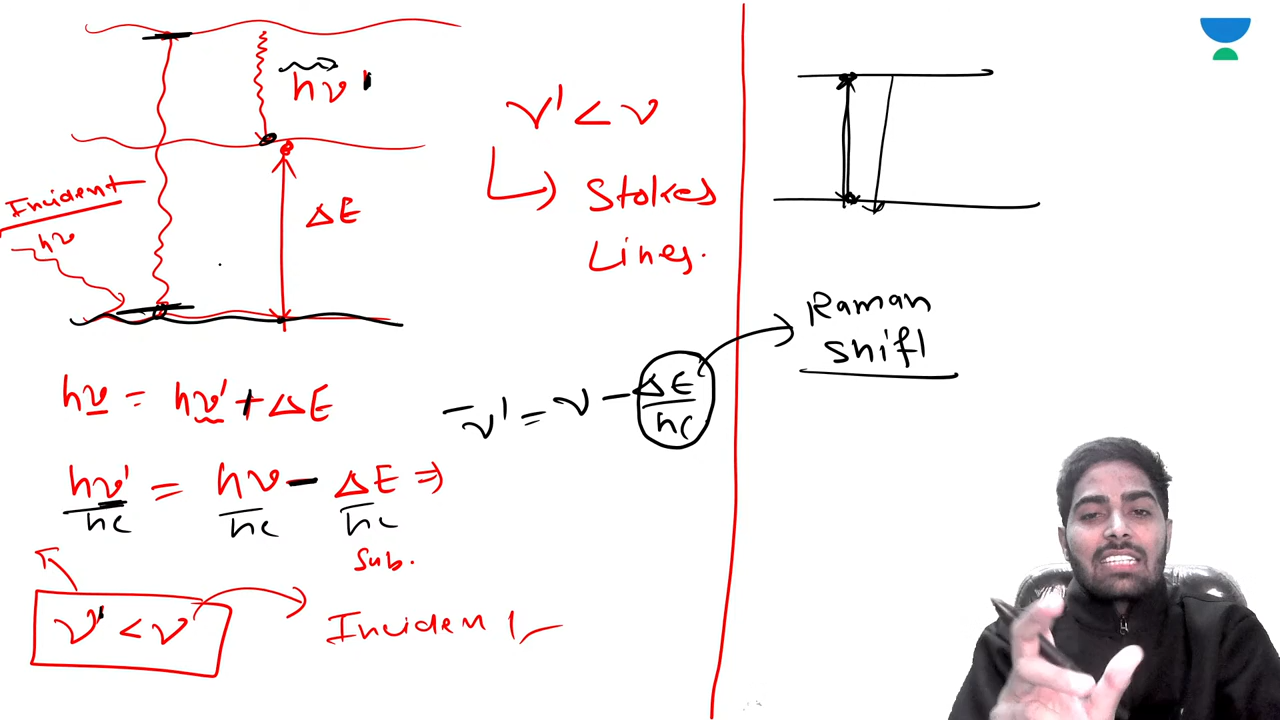 hν'
ν' < ν
Stokes
Lines.
Incident
hν
ΔE
hν = hν' + ΔE
ν̄' = ν - ΔE/hc
Raman
shift
hν'/hc = hν/hc - ΔE/hc ⇒
Sub.
ν' < ν
Incident